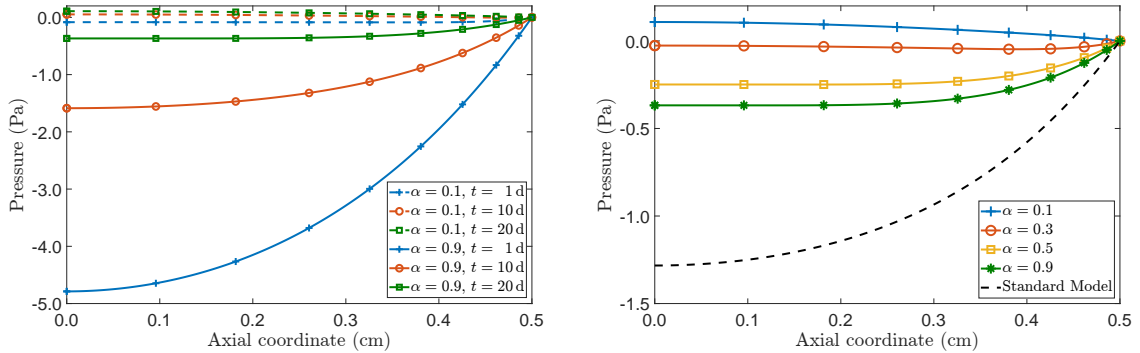 0.0
-1.0
-2.0
-3.0
-4.0
-5.0
Pressure (Pa)
α = 0.1, t = 1 d
α = 0.1, t = 10 d
α = 0.1, t = 20 d
α = 0.9, t = 1 d
α = 0.9, t = 10 d
α = 0.9, t = 20 d
0.0 0.1 0.2 0.3 0.4 0.5
Axial coordinate (cm)
0.0
-0.5
-1.0
-1.5
Pressure (Pa)
α = 0.1
α = 0.3
α = 0.5
α = 0.9
Standard Model
0.0 0.1 0.2 0.3 0.4 0.5
Axial coordinate (cm)